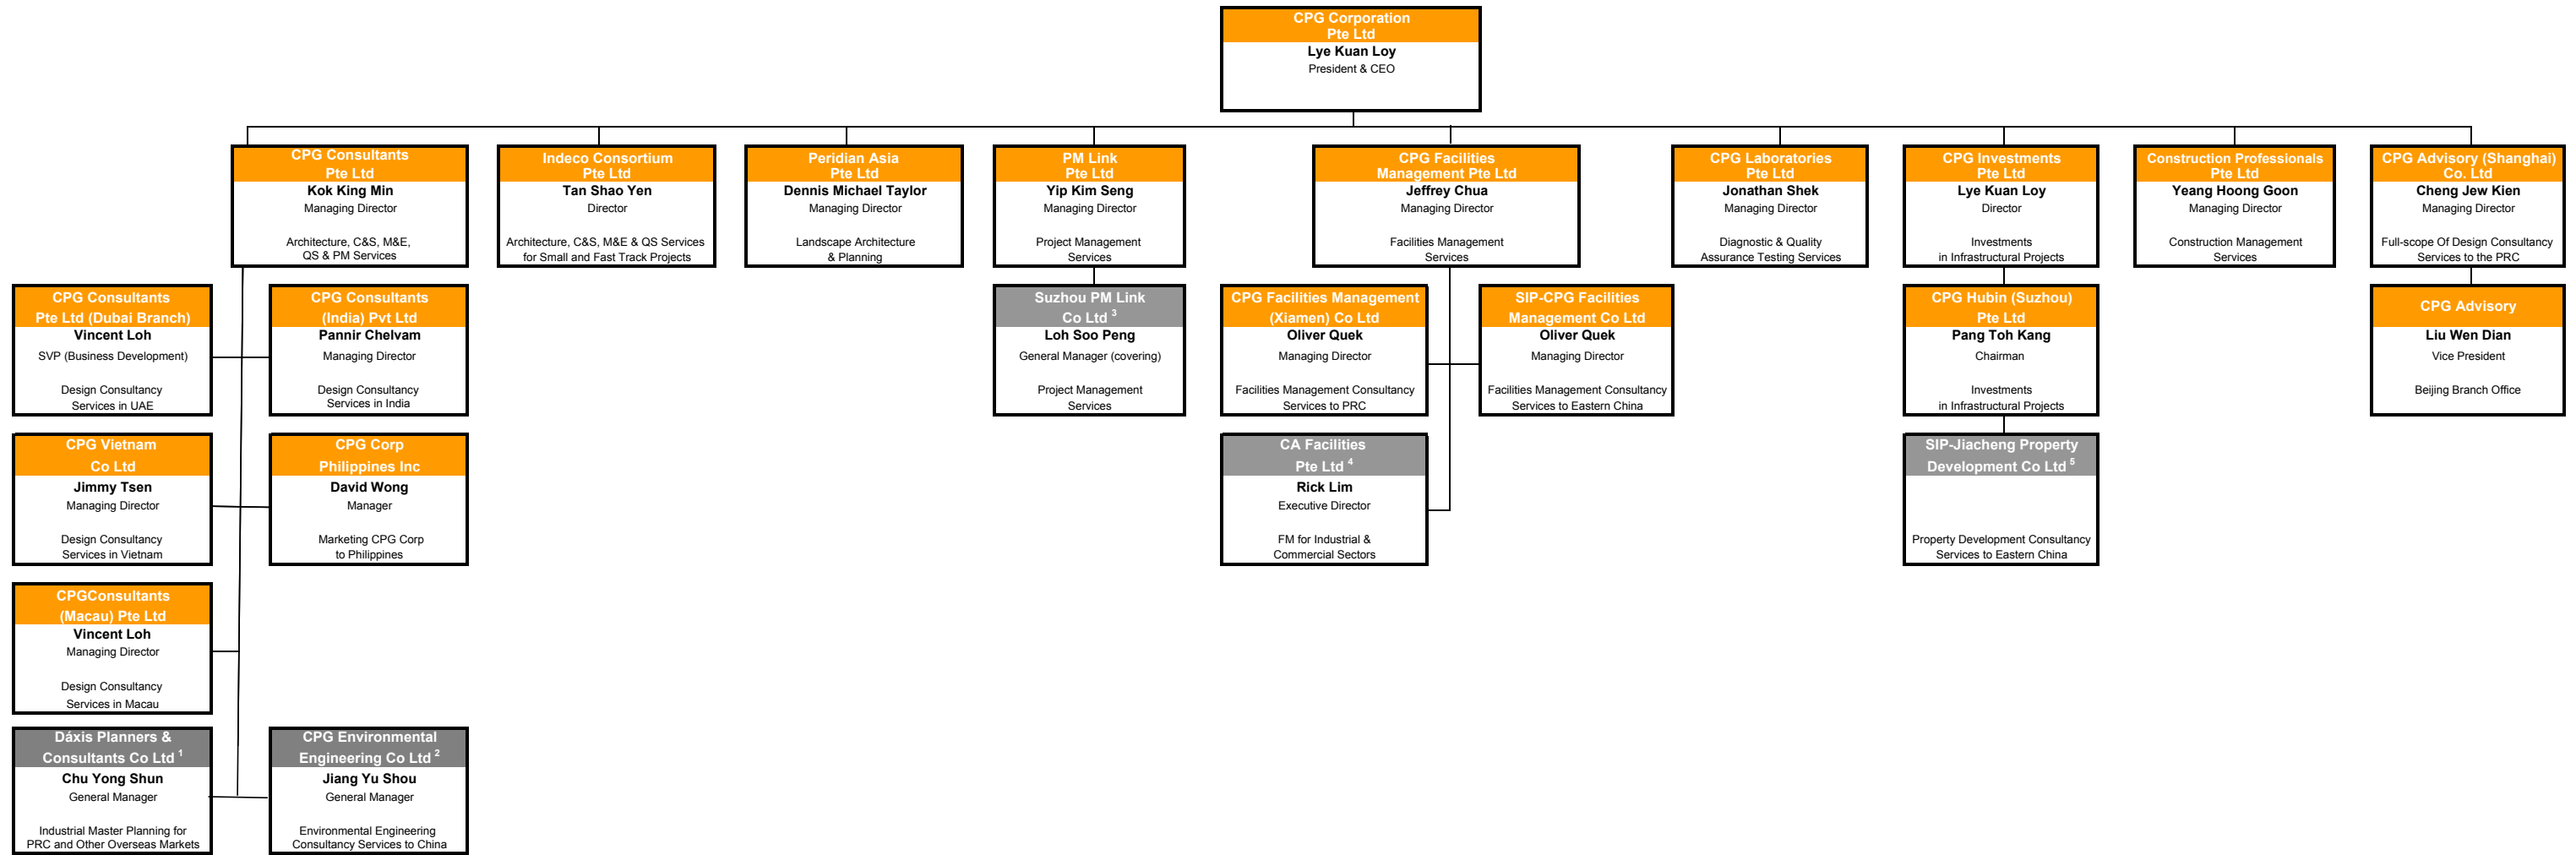 CPG Corporation
Pte Ltd
Lye Kuan Loy
President & CEO
CPG Consultants
Pte Ltd
Kok King Min
Managing Director
Architecture, C&S, M&E,
QS & PM Services
Indeco Consortium
Pte Ltd
Tan Shao Yen
Director
Architecture, C&S, M&E & QS Services
for Small and Fast Track Projects
Peridian Asia
Pte Ltd
Dennis Michael Taylor
Managing Director
Landscape Architecture
& Planning
PM Link
Pte Ltd
Yip Kim Seng
Managing Director
Project Management
Services
CPG Facilities
Management Pte Ltd
Jeffrey Chua
Managing Director
Facilities Management
Services
CPG Laboratories
Pte Ltd
Jonathan Shek
Managing Director
Diagnostic & Quality
Assurance Testing Services
CPG Investments
Pte Ltd
Lye Kuan Loy
Director
Investments
in Infrastructural Projects
Construction Professionals
Pte Ltd
Yeang Hoong Goon
Managing Director
Construction Management
Services
CPG Advisory (Shanghai)
Co. Ltd
Cheng Jew Kien
Managing Director
Full-scope Of Design Consultancy
Services to the PRC
CPG Consultants
Pte Ltd (Dubai Branch)
Vincent Loh
SVP (Business Development)
Design Consultancy
Services in UAE
CPG Consultants
(India) Pvt Ltd
Pannir Chelvam
Managing Director
Design Consultancy
Services in India
Suzhou PM Link
Co Ltd 3
Loh Soo Peng
General Manager (covering)
Project Management
Services
CPG Facilities Management
(Xiamen) Co Ltd
Oliver Quek
Managing Director
Facilities Management Consultancy
Services to PRC
SIP-CPG Facilities
Management Co Ltd
Oliver Quek
Managing Director
Facilities Management Consultancy
Services to Eastern China
CPG Hubin (Suzhou)
Pte Ltd
Pang Toh Kang
Chairman
Investments
in Infrastructural Projects
CPG Advisory
Liu Wen Dian
Vice President
Beijing Branch Office
CPG Vietnam
Co Ltd
Jimmy Tsen
Managing Director
Design Consultancy
Services in Vietnam
CPG Corp
Philippines Inc
David Wong
Manager
Marketing CPG Corp
to Philippines
CA Facilities
Pte Ltd 4
Rick Lim
Executive Director
FM for Industrial &
Commercial Sectors
SIP-Jiacheng Property
Development Co Ltd 5
Property Development Consultancy
Services to Eastern China
CPGConsultants
(Macau) Pte Ltd
Vincent Loh
Managing Director
Design Consultancy
Services in Macau
Dáxis Planners &
Consultants Co Ltd 1
Chu Yong Shun
General Manager
Industrial Master Planning for
PRC and Other Overseas Markets
CPG Environmental
Engineering Co Ltd 2
Jiang Yu Shou
General Manager
Environmental Engineering
Consultancy Services to China